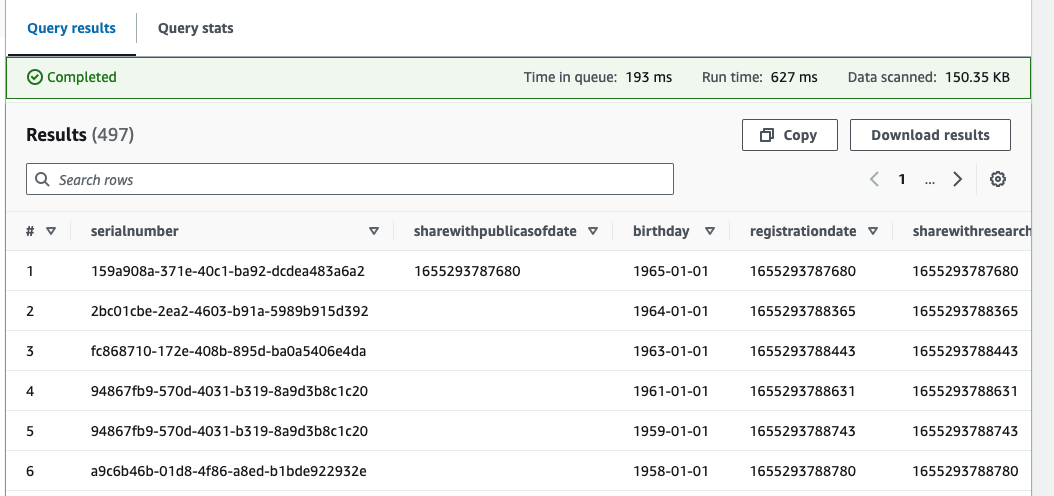 Query results Query stats
Completed Time in queue: 193 ms Run time: 627 ms Data scanned: 150.35 KB
Results (497) Copy Download results
Search rows 1 ...
# serialnumber sharewithpublicasofdate birthday registrationdate sharewithresearch
1 159a908a-371e-40c1-ba92-dcdea483a6a2 1655293787680 1965-01-01 1655293787680 1655293787680
2 2bc01cbe-2ea2-4603-b91a-5989b915d392 1964-01-01 1655293788365 1655293788365
3 fc868710-172e-408b-895d-ba0a5406e4da 1963-01-01 1655293788443 1655293788443
4 94867fb9-570d-4031-b319-8a9d3b8c1c20 1961-01-01 1655293788631 1655293788631
5 94867fb9-570d-4031-b319-8a9d3b8c1c20 1959-01-01 1655293788743 1655293788743
6 a9c6b46b-01d8-4f86-a8ed-b1bde922932e 1958-01-01 1655293788780 1655293788780